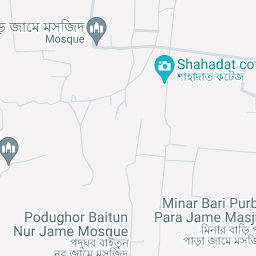 ড় জামে মসজিদ
Mosque
Shahadat cot
শাহাদাত কটেজ
Podughor Baitun
Nur Jame Mosque
পদুঘর বাইতুন
নূর জামে মসজিদ
Minar Bari Purb
Para Jame Masj
মিনার বাড়ি প
পাড়া জামে মসজি